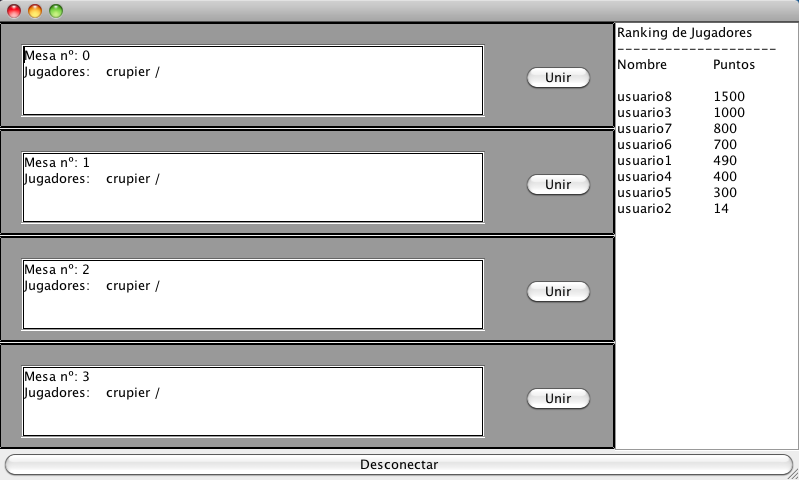 Mesa nº: 0
Jugadores:    crupier /
Unir
Mesa nº: 1
Jugadores:    crupier /
Unir
Mesa nº: 2
Jugadores:    crupier /
Unir
Mesa nº: 3
Jugadores:    crupier /
Unir
Ranking de Jugadores
--------------------
Nombre Puntos
usuario8 1500
usuario3 1000
usuario7 800
usuario6 700
usuario1 490
usuario4 400
usuario5 300
usuario2 14
Desconectar